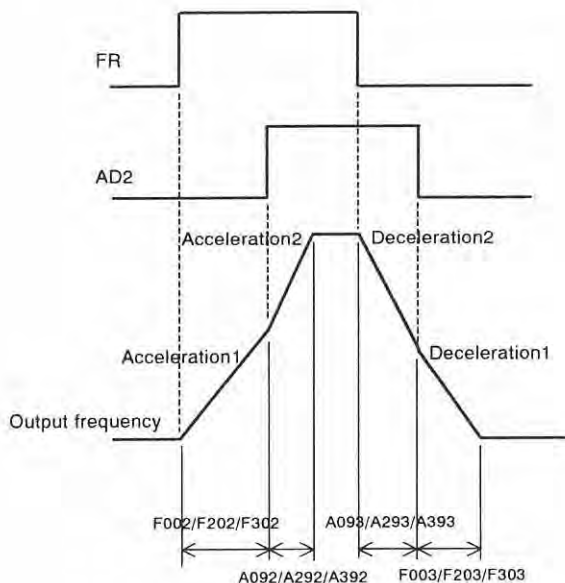 FR
AD2
Acceleration2 Deceleration2
Acceleration1 Deceleration1
Output frequency
F002/F202/F302 A093/A293/A393
A092/A292/A392 F003/F203/F303